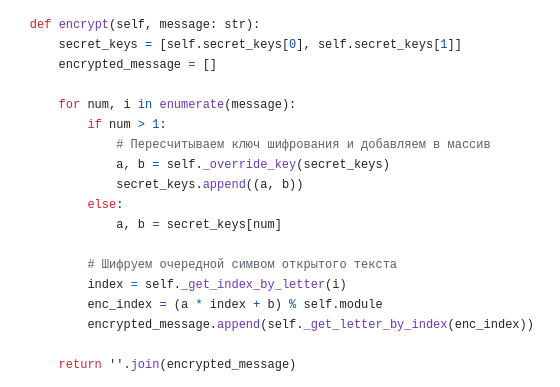 def encrypt(self, message: str):
    secret_keys = [self.secret_keys[0], self.secret_keys[1]]
    encrypted_message = []

    for num, i in enumerate(message):
        if num > 1:
            # Пересчитываем ключ шифрования и добавляем в массив
            a, b = self._override_key(secret_keys)
            secret_keys.append((a, b))
        else:
            a, b = secret_keys[num]

        # Шифруем очередной симвом открытого текста
        index = self._get_index_by_letter(i)
        enc_index = (a * index + b) % self.module
        encrypted_message.append(self._get_letter_by_index(enc_index))

    return ''.join(encrypted_message)